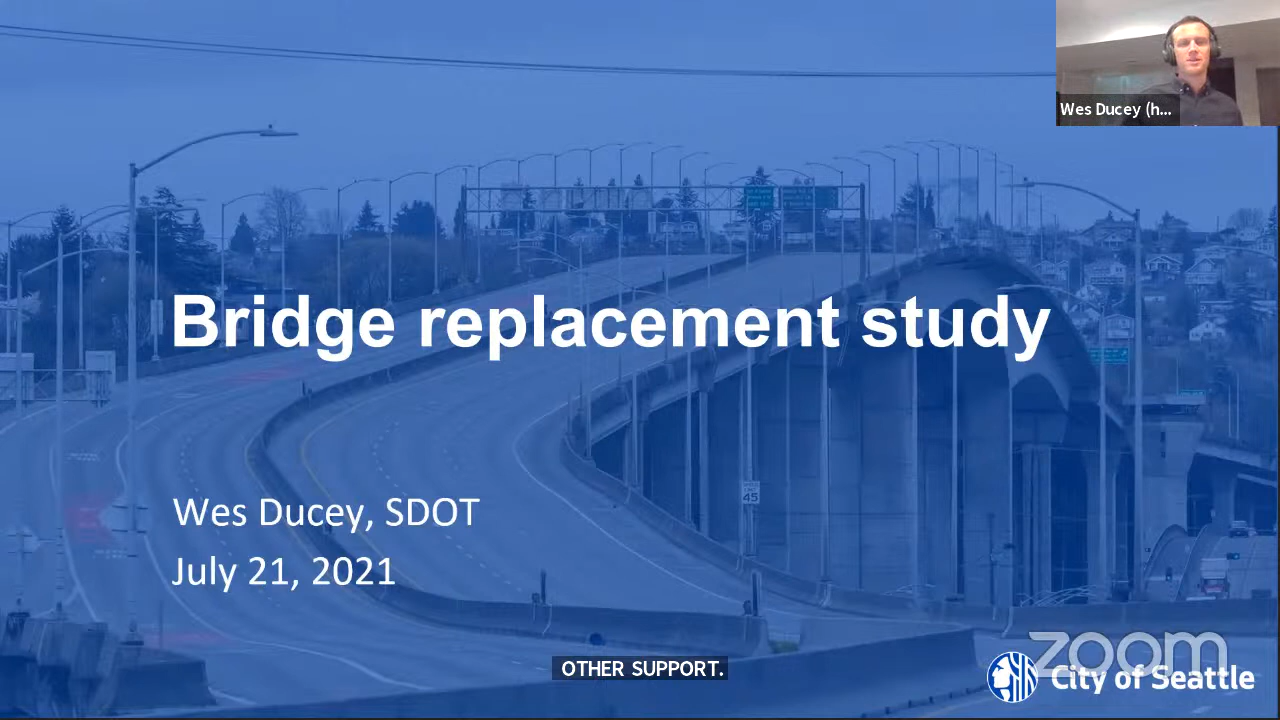 Wes Ducey (h...
Bridge replacement study
45
Wes Ducey, SDOT
July 21, 2021
OTHER SUPPORT.
zoom
City of Seattle